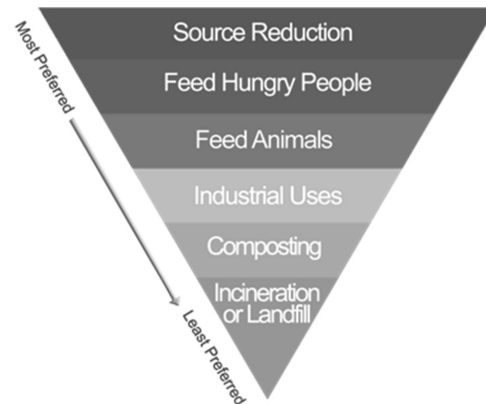 Most Preferred
Source Reduction
Feed Hungry People
Feed Animals
Industrial Uses
Composting
Incineration
or Landfill
Least Preferred